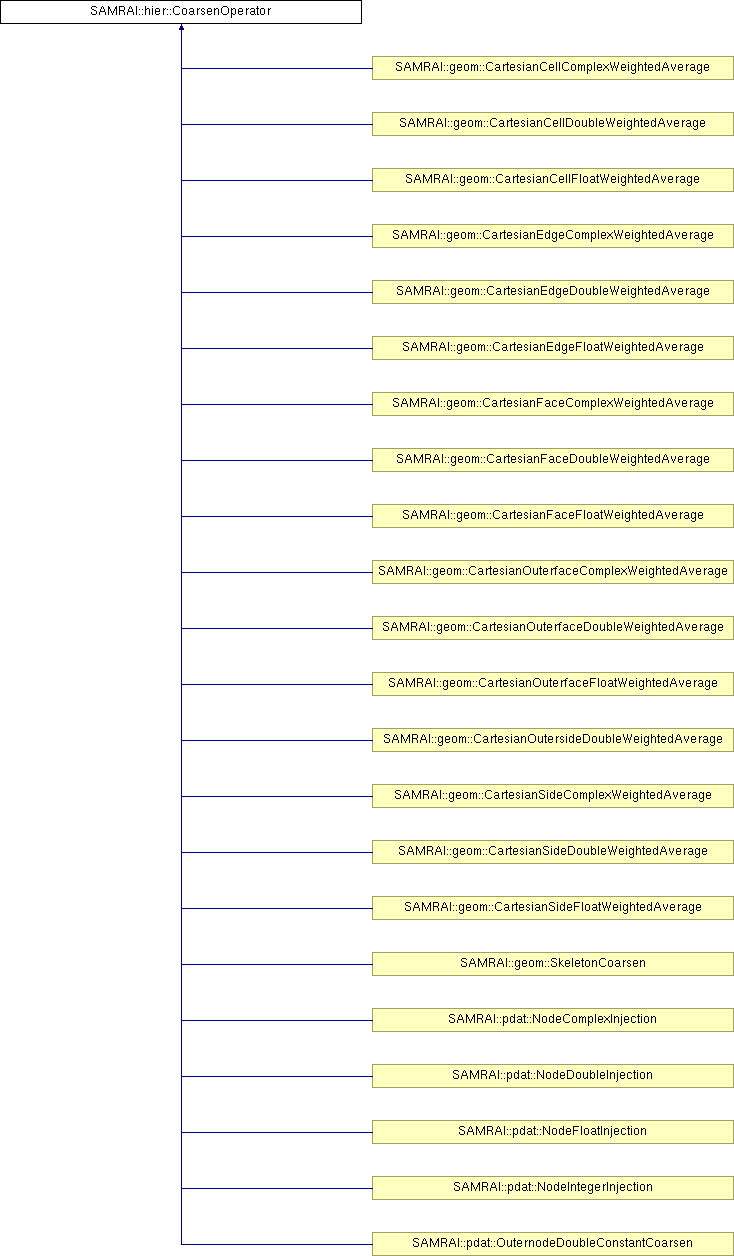 SAMRAI::hier::CoarsenOperator
SAMRAI::geom::CartesianCellComplexWeightedAverage
SAMRAI::geom::CartesianCellDoubleWeightedAverage
SAMRAI::geom::CartesianCellFloatWeightedAverage
SAMRAI::geom::CartesianEdgeComplexWeightedAverage
SAMRAI::geom::CartesianEdgeDoubleWeightedAverage
SAMRAI::geom::CartesianEdgeFloatWeightedAverage
SAMRAI::geom::CartesianFaceComplexWeightedAverage
SAMRAI::geom::CartesianFaceDoubleWeightedAverage
SAMRAI::geom::CartesianFaceFloatWeightedAverage
SAMRAI::geom::CartesianOuterfaceComplexWeightedAverage
SAMRAI::geom::CartesianOuterfaceDoubleWeightedAverage
SAMRAI::geom::CartesianOuterfaceFloatWeightedAverage
SAMRAI::geom::CartesianOutersideDoubleWeightedAverage
SAMRAI::geom::CartesianSideComplexWeightedAverage
SAMRAI::geom::CartesianSideDoubleWeightedAverage
SAMRAI::geom::CartesianSideFloatWeightedAverage
SAMRAI::geom::SkeletonCoarsen
SAMRAI::pdat::NodeComplexInjection
SAMRAI::pdat::NodeDoubleInjection
SAMRAI::pdat::NodeFloatInjection
SAMRAI::pdat::NodeIntegerInjection
SAMRAI::pdat::OuternodeDoubleConstantCoarsen